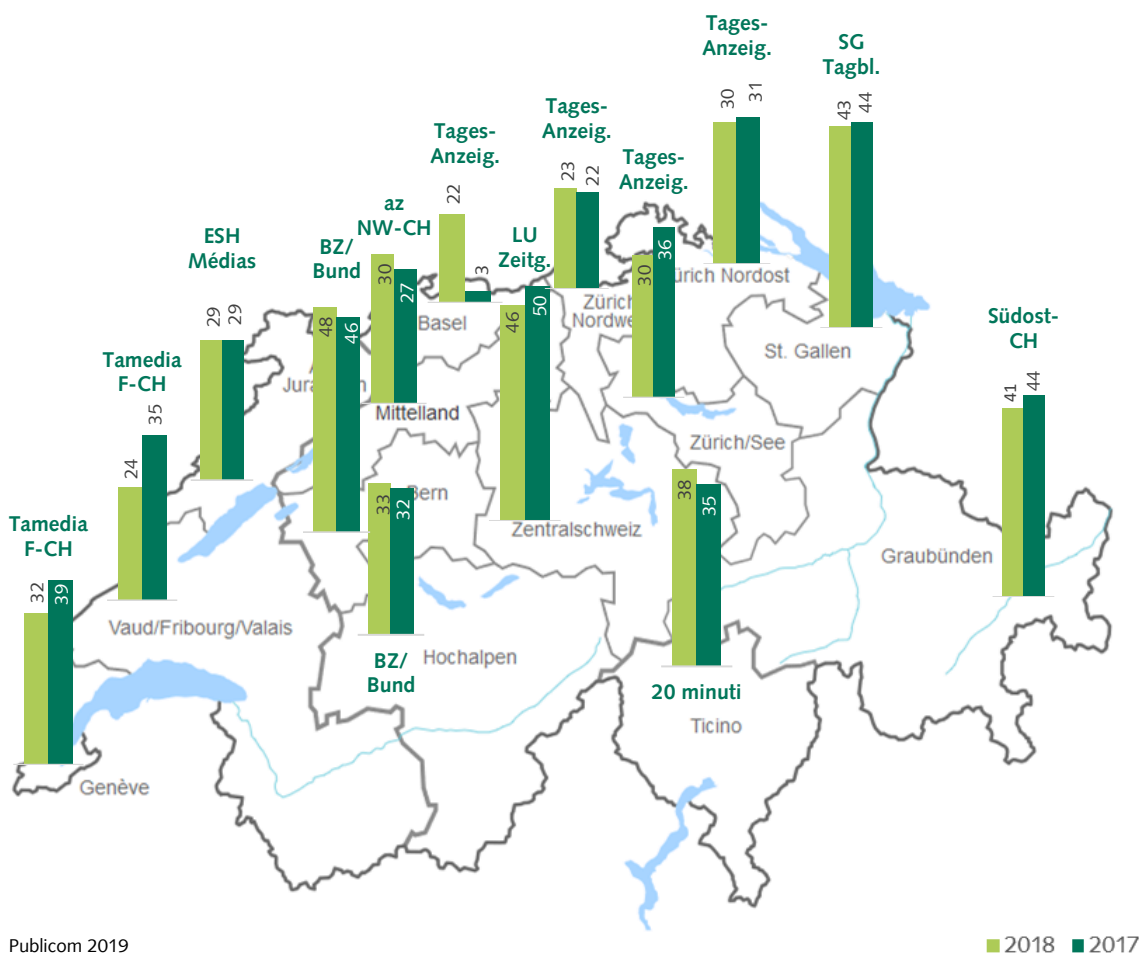 Tages-
Anzeig.
30
31
SG
Tagbl.
43
44
Tages-
Anzeig.
23
22
Tages-
Anzeig.
22
3
Tages-
Anzeig.
30
36
az
NW-CH
30
27
LU
Zeitg.
46
50
ESH
Médias
29
29
BZ/
Bund
48
46
Südost-
CH
41
44
Tamedia
F-CH
24
35
Tamedia
F-CH
32
39
33
32
BZ/
Bund
38
35
20 minuti
Basel
Mittelland
Bern
Zürich/See
St. Gallen
Zentralschweiz
Graubünden
Vaud/Fribourg/Valais
Hochalpen
Ticino
Genève
Nordost
Publicom 2019
2018
2017